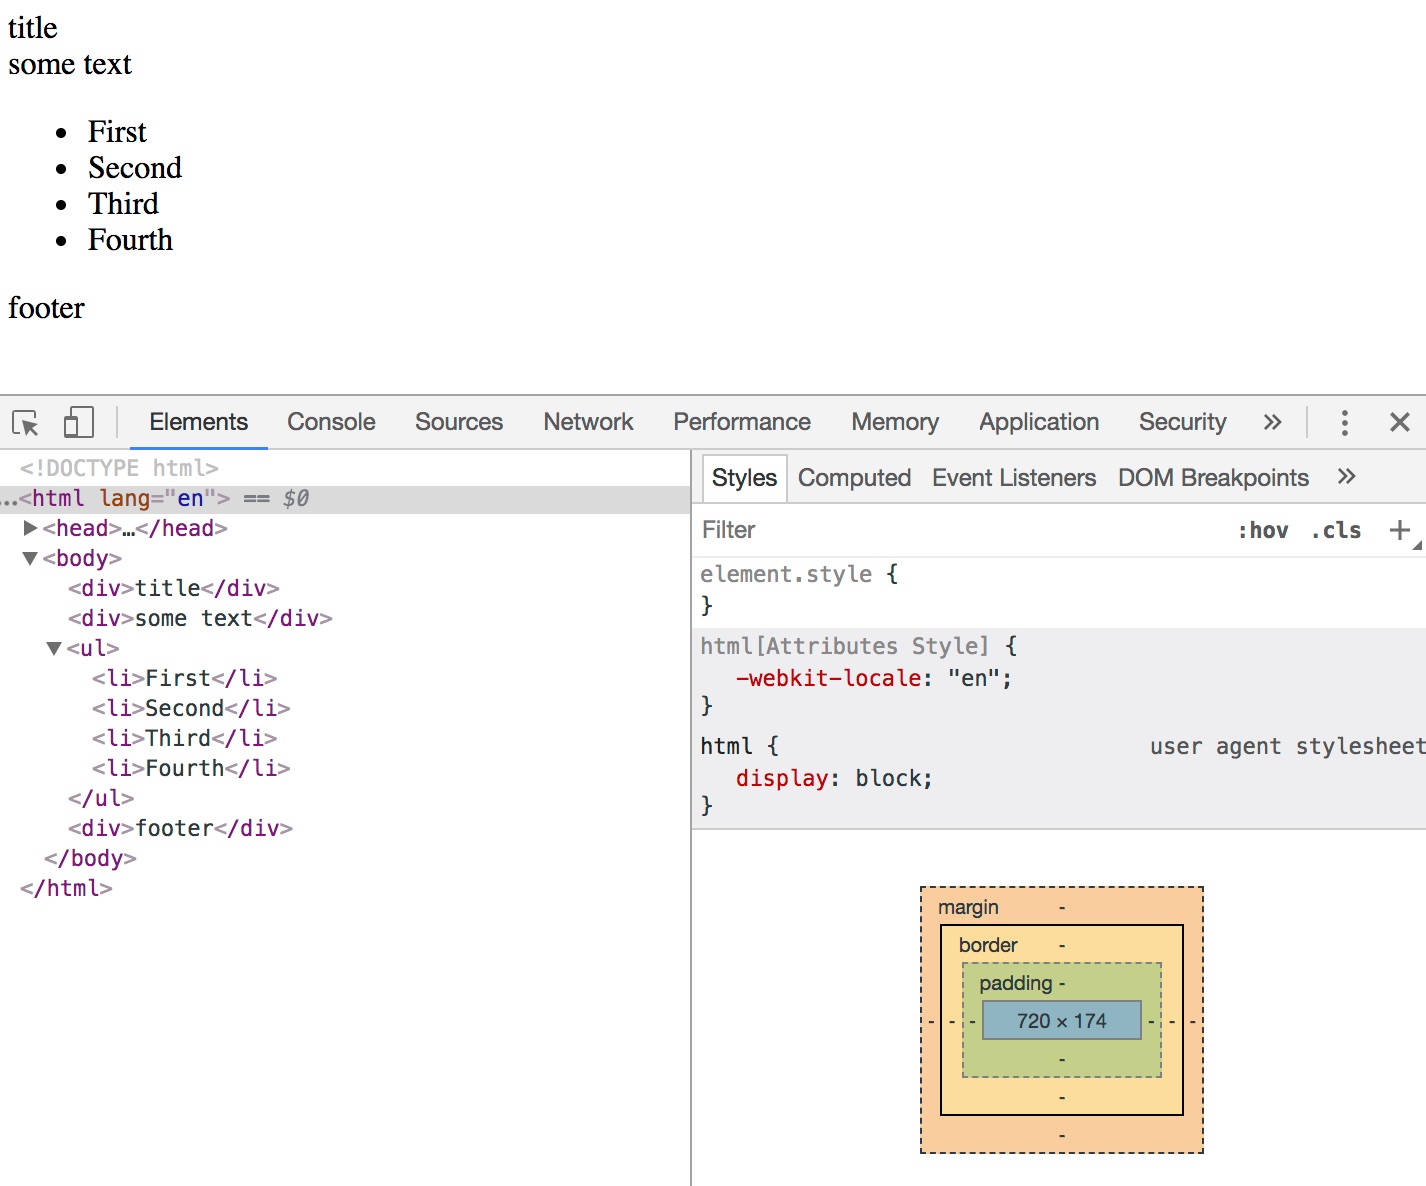 title
some text
• First
• Second
• Third
• Fourth
footer
Elements Console Sources Network Performance Memory Application Security »
<!DOCTYPE html>
…<html lang="en"> == $0
▶<head>…</head>
▼<body>
<div>title</div>
<div>some text</div>
▼<ul>
<li>First</li>
<li>Second</li>
<li>Third</li>
<li>Fourth</li>
</ul>
<div>footer</div>
</body>
</html>
Styles Computed Event Listeners DOM Breakpoints »
Filter :hov .cls +
element.style {
}
html[Attributes Style] {
-webkit-locale: "en";
}
html { user agent stylesheet
display: block;
}
margin -
border -
padding -
- - - 720 × 174 - - -
-
-
-